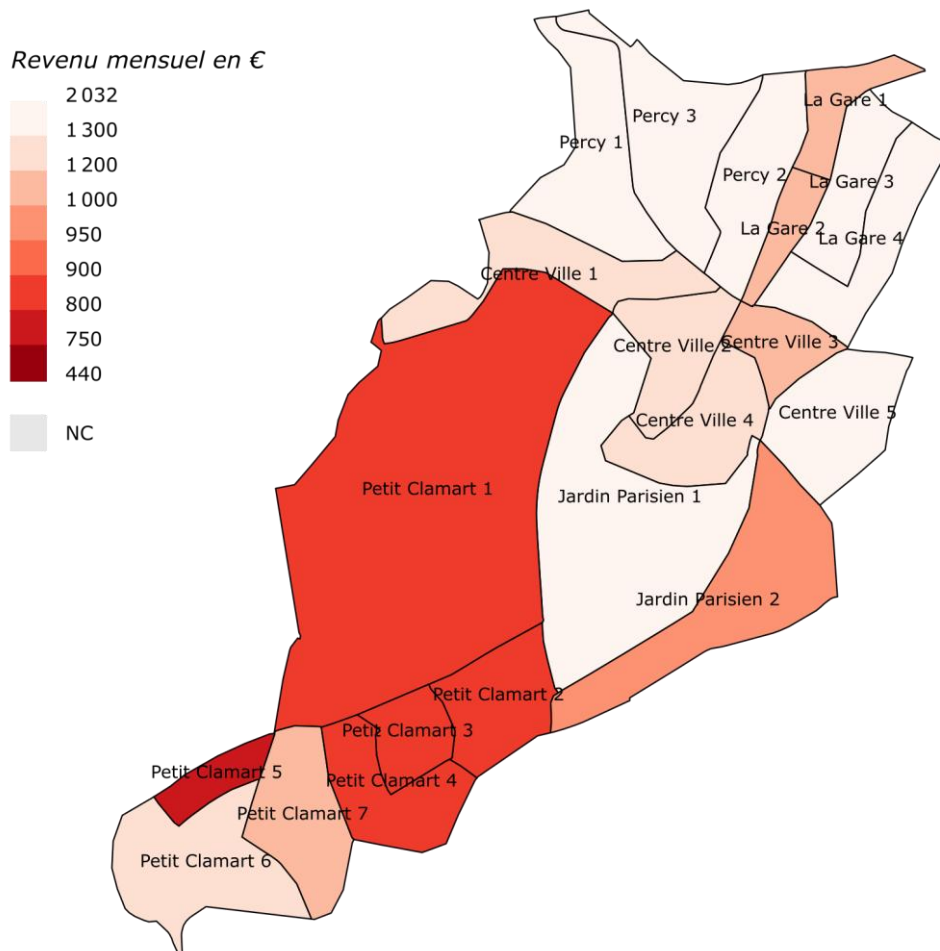 Revenu mensuel en €
2 032
1 300
1 200
1 000
950
900
800
750
440
NC
La Gare 1
Percy 3
Percy 1
Percy 2
La Gare 3
La Gare 2
La Gare 4
Centre Ville 1
Centre Ville 2
Centre Ville 3
Centre Ville 5
Centre Ville 4
Petit Clamart 1
Jardin Parisien 1
Jardin Parisien 2
Petit Clamart 2
Petit Clamart 3
Petit Clamart 5
Petit Clamart 4
Petit Clamart 7
Petit Clamart 6